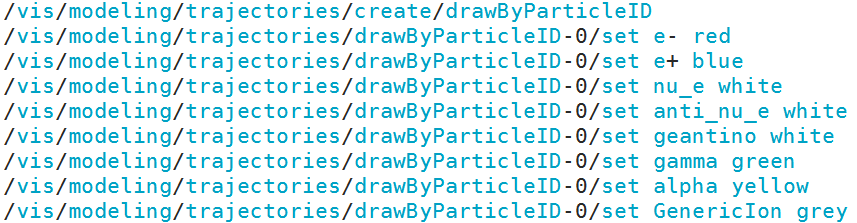 /vis/modeling/trajectories/create/drawByParticleID
/vis/modeling/trajectories/drawByParticleID-0/set e- red
/vis/modeling/trajectories/drawByParticleID-0/set e+ blue
/vis/modeling/trajectories/drawByParticleID-0/set nu_e white
/vis/modeling/trajectories/drawByParticleID-0/set anti_nu_e white
/vis/modeling/trajectories/drawByParticleID-0/set geantino white
/vis/modeling/trajectories/drawByParticleID-0/set gamma green
/vis/modeling/trajectories/drawByParticleID-0/set alpha yellow
/vis/modeling/trajectories/drawByParticleID-0/set GenericIon grey